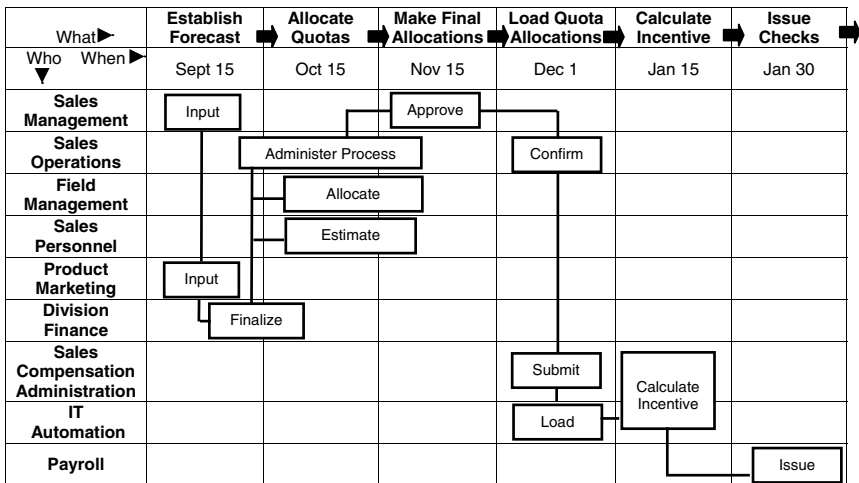 What
Establish Forecast
Allocate Quotas
Make Final Allocations
Load Quota Allocations
Calculate Incentive
Issue Checks
Who When
Sept 15
Oct 15
Nov 15
Dec 1
Jan 15
Jan 30
Sales
Management
Input
Approve
Sales
Operations
Administer Process
Confirm
Field
Management
Allocate
Sales
Personnel
Estimate
Product
Marketing
Input
Division
Finance
Finalize
Sales
Compensation
Administration
Submit
Calculate
Incentive
IT
Automation
Load
Payroll
Issue